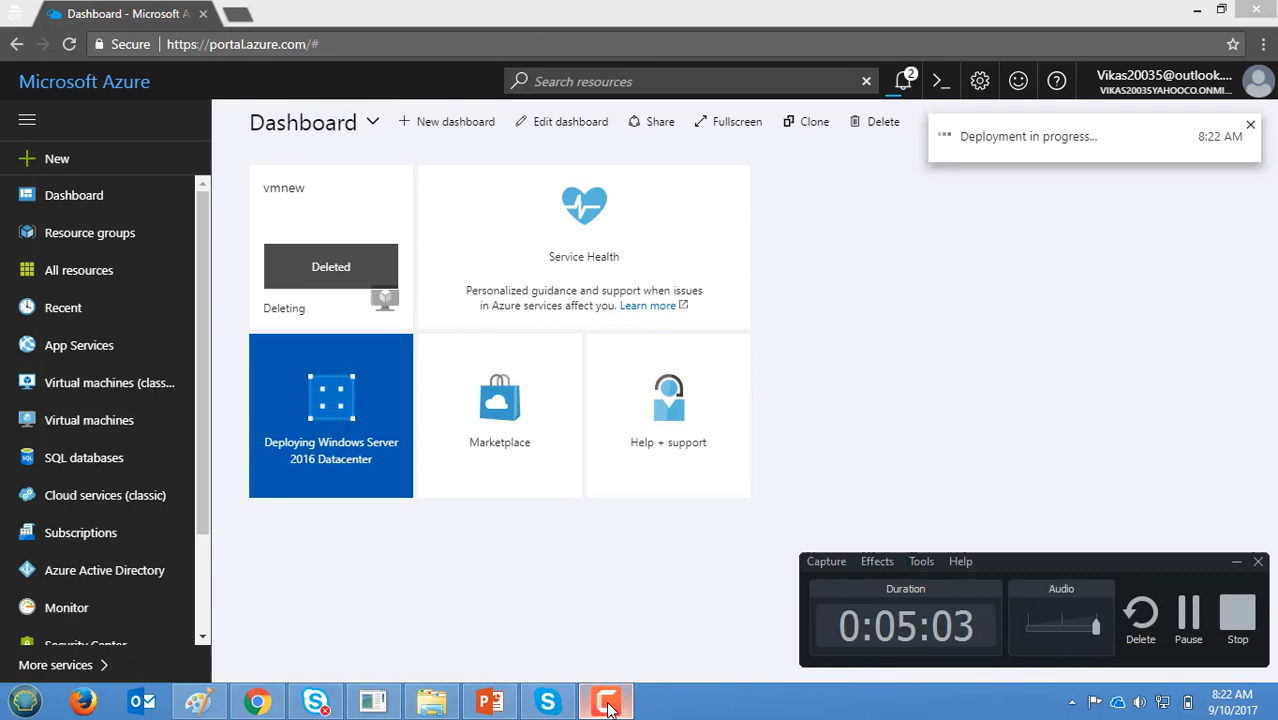 Dashboard - Microsoft A
Secure
https://portal.azure.com/#
Microsoft Azure
Search resources
2
Vikas20035@outlook....
VIKAS20035YAHOOCO.ONMI...
New
Dashboard
Resource groups
All resources
Recent
App Services
Virtual machines (class...
Virtual machines
SQL databases
Cloud services (classic)
Subscriptions
Azure Active Directory
Monitor
Security Center
More services
Dashboard
New dashboard
Edit dashboard
Share
Fullscreen
Clone
Delete
Deployment in progress...
8:22 AM
vmnew
Deleted
Deleting
Service Health
Personalized guidance and support when issues
in Azure services affect you. Learn more
Deploying Windows Server
2016 Datacenter
Marketplace
Help + support
Capture
Effects
Tools
Help
Duration
0:05:03
Audio
Delete
Pause
Stop
8:22 AM
9/10/2017